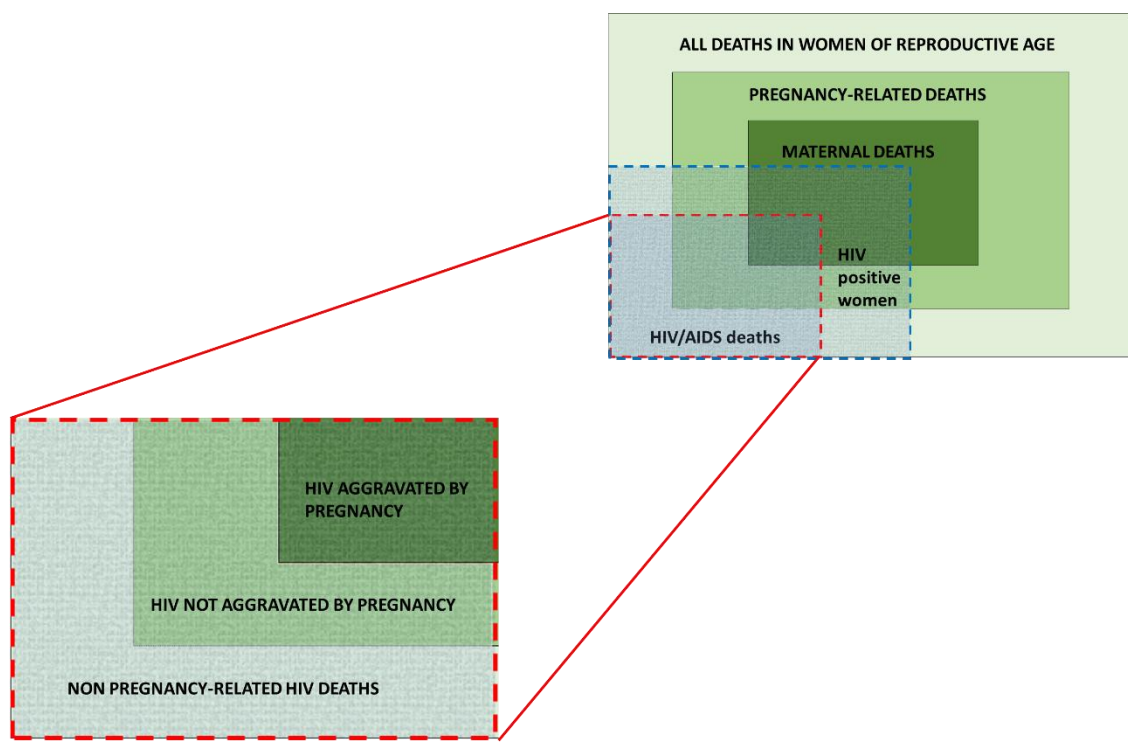 ALL DEATHS IN WOMEN OF REPRODUCTIVE AGE
PREGNANCY-RELATED DEATHS
MATERNAL DEATHS
HIV
positive
women
HIV/AIDS deaths
HIV AGGRAVATED BY
PREGNANCY
HIV NOT AGGRAVATED BY PREGNANCY
NON PREGNANCY-RELATED HIV DEATHS